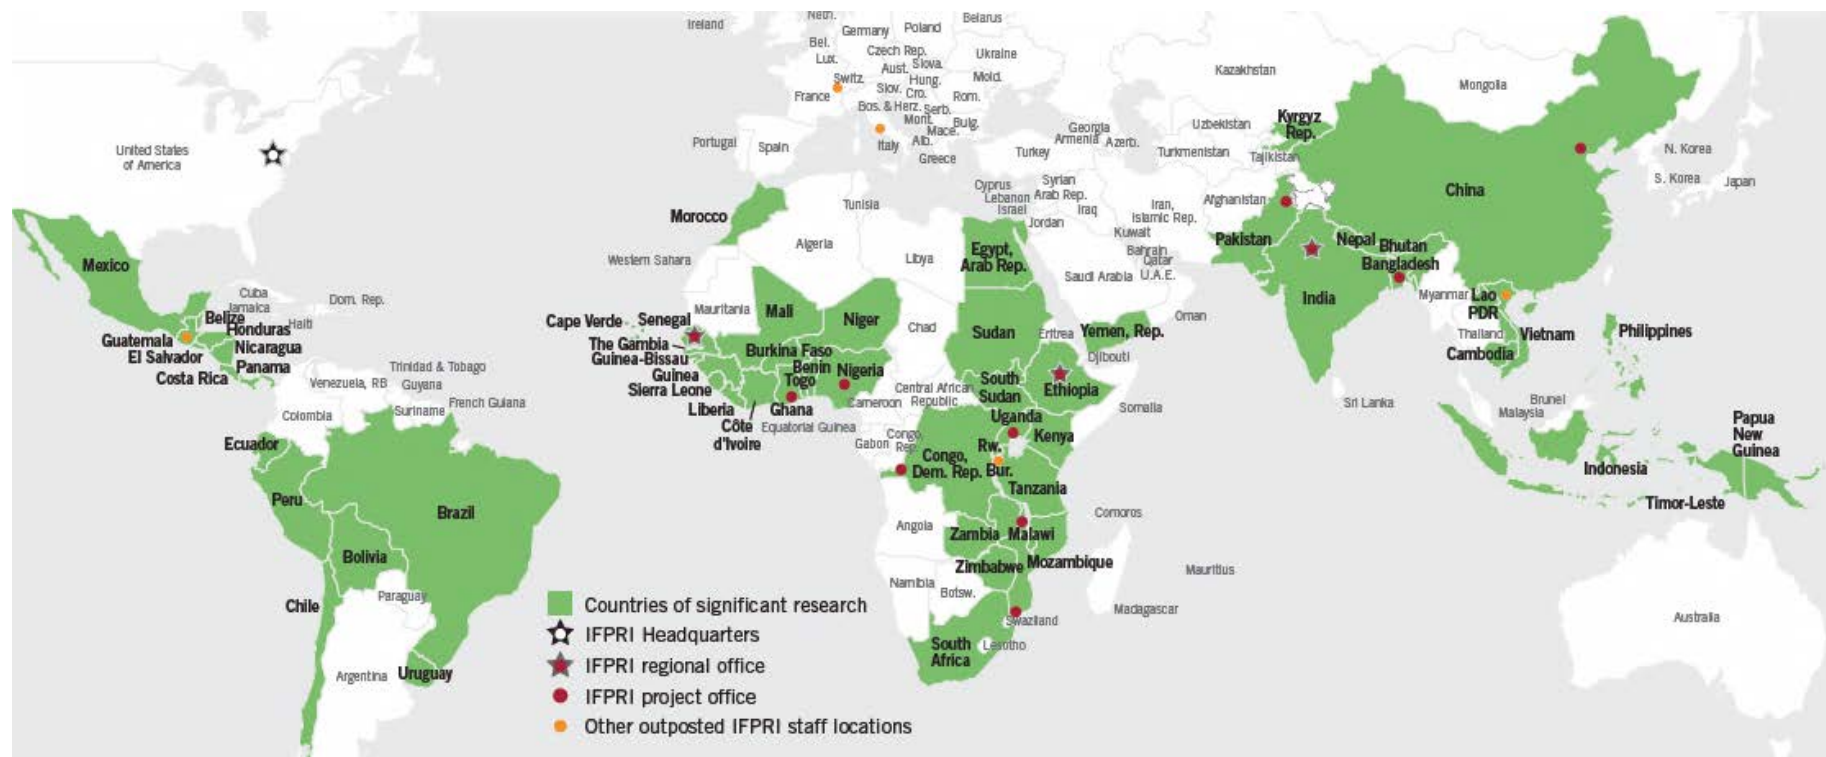 Ireland
Neth.
Belarus
Germany
Poland
Bel.
Lux.
Czech Rep.
Ukraine
Slova.
Aust.
Kazakhstan
Switz.
Hung.
Mold.
Mongolia
Slov.
Cro.
France
Rom.
Bos. & Herz.
Serb.
Mont.
Bulg.
Mace.
Kyrgyz
Rep.
Uzbekistan
Georgia
Armenia
Azerb.
Portugal
Spain
Italy
Alb.
Greece
Turkey
Turkmenistan
Tajikistan
N. Korea
S. Korea
Japan
United States
of America
China
Cyprus
Lebanon
Israel
Syrian
Arab Rep.
Iraq
Jordan
Iran,
Islamic Rep.
Afghanistan
Kuwait
Bahrain
Qatar
U.A.E.
Saudi Arabia
Oman
Morocco
Tunisia
Algeria
Libya
Western Sahara
Egypt,
Arab Rep.
Pakistan
Nepal
Bhutan
Bangladesh
India
Myanmar
Lao
PDR
Thailand
Vietnam
Cambodia
Philippines
Mexico
Cuba
Jamaica
Haiti
Dom. Rep.
Belize
Honduras
Guatemala
Nicaragua
El Salvador
Panama
Costa Rica
Trinidad & Tobago
Venezuela, RB
Guyana
French Guiana
Suriname
Colombia
Cape Verde
Senegal
Mauritania
Mali
Niger
Chad
Sudan
Eritrea
Yemen, Rep.
Djibouti
The Gambia
Guinea-Bissau
Guinea
Sierra Leone
Liberia
Côte
d'Ivoire
Burkina Faso
Benin
Togo
Ghana
Nigeria
Cameroon
Central African
Republic
South
Sudan
Ethiopia
Somalia
Equatorial Guinea
Gabon
Congo
Rep.
Uganda
Kenya
Rw.
Bur.
Congo,
Dem. Rep.
Tanzania
Sri Lanka
Brunei
Malaysia
Indonesia
Papua
New
Guinea
Timor-Leste
Ecuador
Peru
Brazil
Bolivia
Chile
Paraguay
Argentina
Uruguay
Angola
Zambia
Malawi
Comoros
Zimbabwe
Mozambique
Mauritius
Namibia
Botsw.
Madagascar
Swaziland
Lesotho
South
Africa
Australia
Countries of significant research
IFPRI Headquarters
IFPRI regional office
IFPRI project office
Other outposted IFPRI staff locations